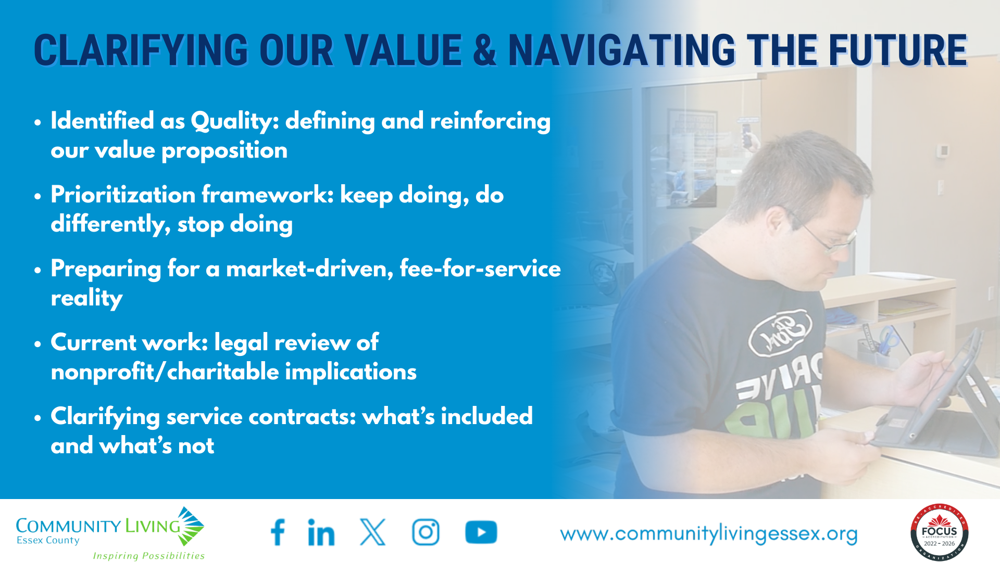 CLARIFYING OUR VALUE & NAVIGATING THE FUTURE
• Identified as Quality: defining and reinforcing
our value proposition
• Prioritization framework: keep doing, do
differently, stop doing
• Preparing for a market-driven, fee-for-service
reality
• Current work: legal review of
nonprofit/charitable implications
• Clarifying service contracts: what's included
and what's not
Ford
DRIVE
COMMUNITY LIVING
Essex County
Inspiring Possibilities
www.communitylivingessex.org
RE-ACCREDITED
FOCUS
ACCREDITATION
2022 - 2026
ORGANIZATION